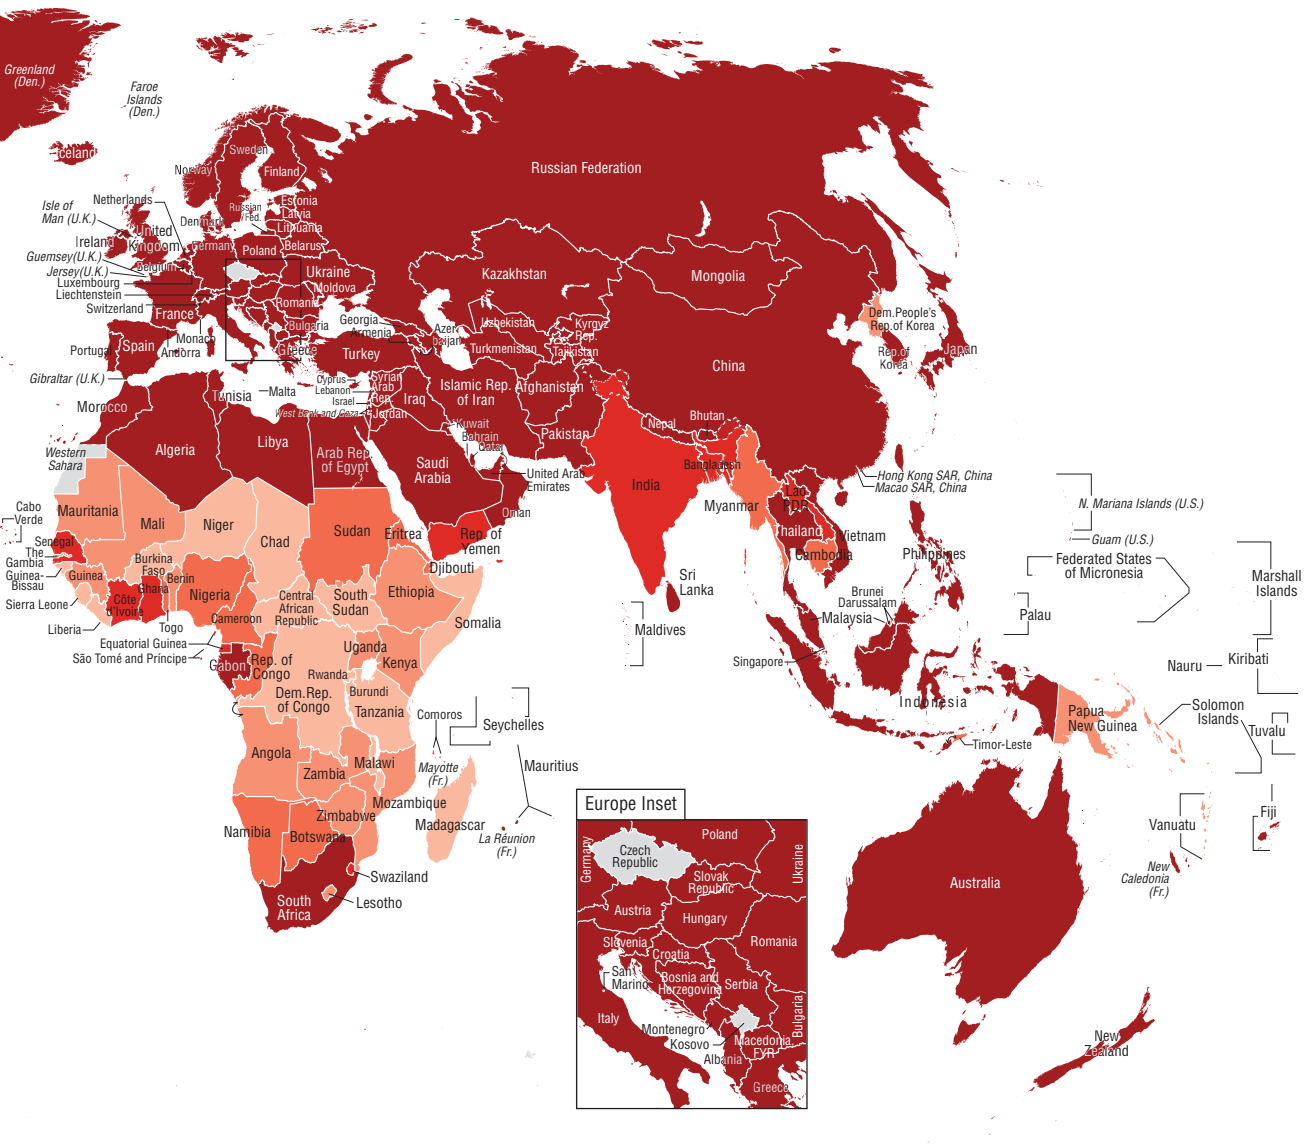 Greenland
(Den.)
Faroe
Islands
(Den.)
Iceland
Norway
Sweden
Finland
Russian Federation
Netherlands
Isle of
Man (U.K.)
Denmark
Russian
Fed.
Estonia
Latvia
Lithuania
Ireland
United
Kingdom
Germany
Poland
Belarus
Guernsey(U.K.)
Belgium
Jersey(U.K.)
Luxembourg
Liechtenstein
Switzerland
Ukraine
Moldova
Romania
France
Monaco
Andorra
Bulgaria
Greece
Portugal
Spain
Gibraltar (U.K.)
Kazakhstan
Mongolia
Georgia
Armenia
Azer-
baijan
Uzbekistan
Turkmenistan
Kyrgyz
Rep.
Tajikistan
Dem.People's
Rep.of Korea
Rep.of
Korea
Japan
China
Turkey
Cyprus
Lebanon
Israel
West Bank and Gaza
Syrian
Arab
Rep.
Jordan
Iraq
Islamic Rep.
of Iran
Afghanistan
Pakistan
Kuwait
Bahrain
Qatar
Saudi
Arabia
United Arab
Emirates
Oman
Rep. of
Yemen
Morocco
Tunisia
Malta
Algeria
Libya
Arab Rep.
of Egypt
Western
Sahara
Nepal
Bhutan
Bangladesh
India
Myanmar
Lao
PDR
Thailand
Vietnam
Cambodia
Hong Kong SAR, China
Macao SAR, China
Philippines
Sri
Lanka
Maldives
Brunei
Darussalam
Malaysia
Singapore
Indonesia
Timor-Leste
N. Mariana Islands (U.S.)
Guam (U.S.)
Federated States
of Micronesia
Marshall
Islands
Palau
Nauru
Kiribati
Papua
New Guinea
Solomon
Islands
Tuvalu
Vanuatu
Fiji
New
Caledonia
(Fr.)
Australia
New
Zealand
Cabo
Verde
Mauritania
Mali
Niger
Chad
Sudan
Eritrea
Senegal
The
Gambia
Guinea-
Bissau
Guinea
Sierra Leone
Liberia
Côte
d'Ivoire
Burkina
Faso
Ghana
Benin
Togo
Nigeria
Cameroon
Central
African
Republic
South
Sudan
Ethiopia
Djibouti
Somalia
Equatorial Guinea
São Tomé and Príncipe
Gabon
Rep. of
Congo
Dem.Rep.
of Congo
Uganda
Kenya
Rwanda
Burundi
Tanzania
Comoros
Seychelles
Mayotte
(Fr.)
Mauritius
Angola
Zambia
Malawi
Mozambique
Zimbabwe
Namibia
Botswana
Madagascar
La Réunion
(Fr.)
Swaziland
Lesotho
South
Africa
Europe Inset
Germany
Czech
Republic
Poland
Ukraine
Slovak
Republic
Austria
Hungary
Romania
Slovenia
Croatia
San
Marino
Bosnia and
Herzegovina
Serbia
Italy
Montenegro
Kosovo
Bulgaria
Macedonia,
FYR
Albania
Greece